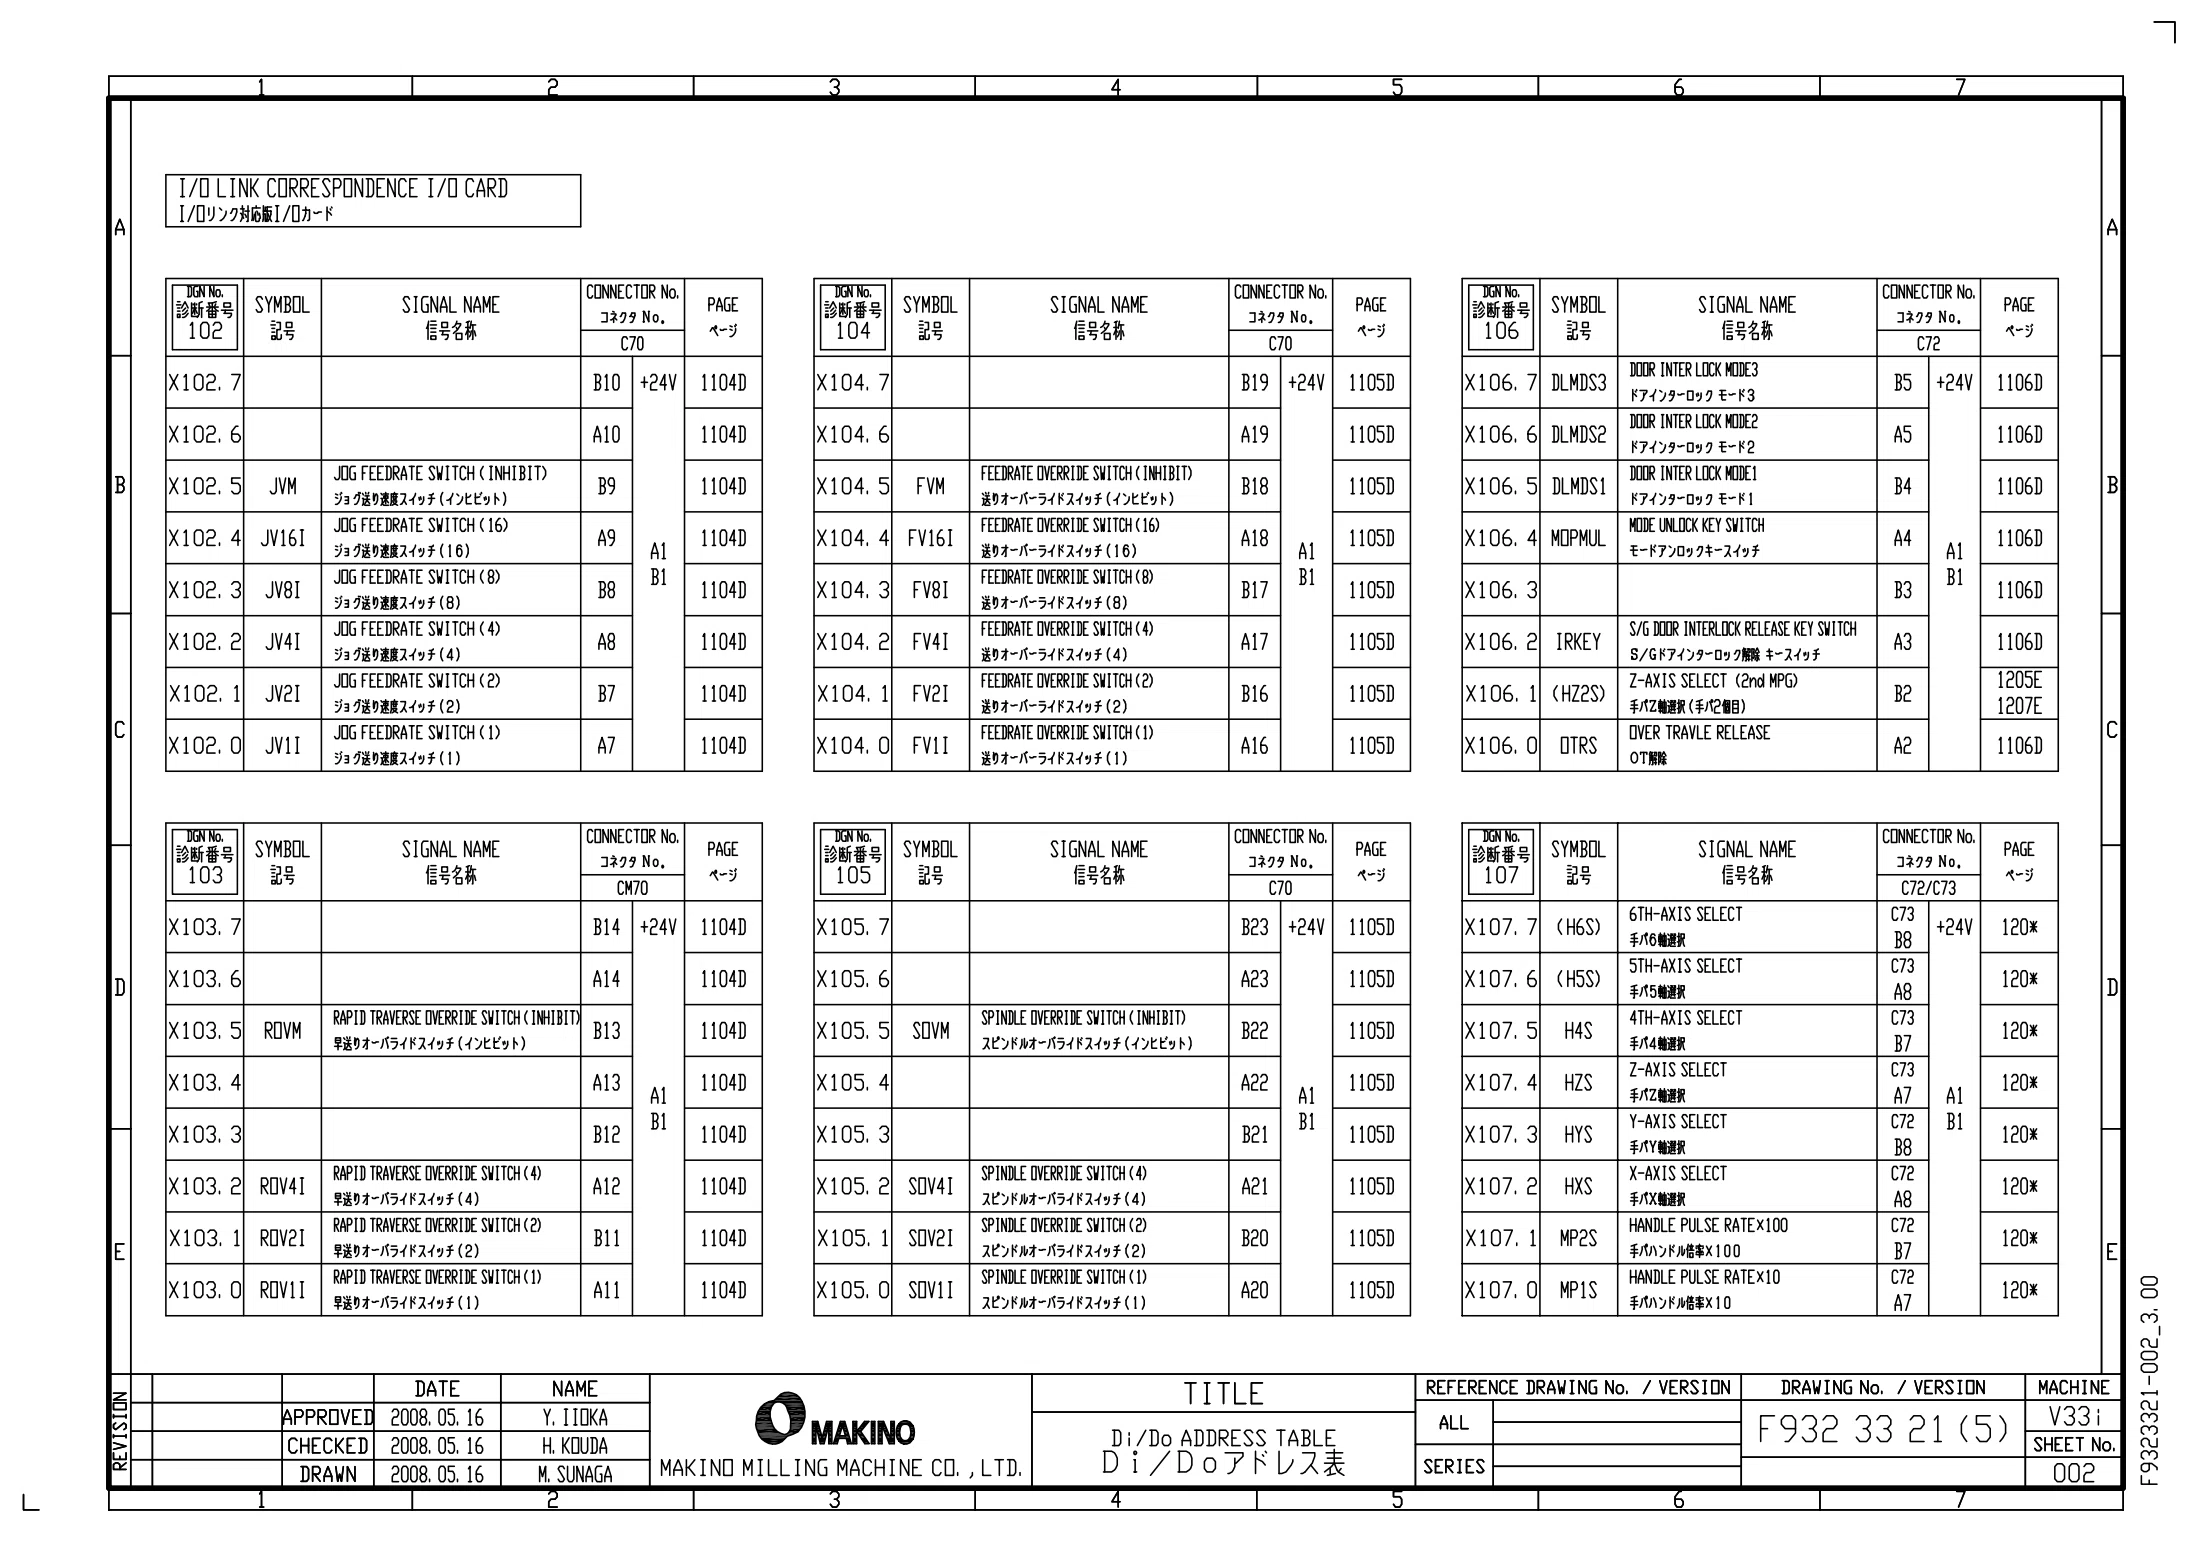 1 2 3 4 5 6 7
I/O LINK CORRESPONDENCE I/O CARD
I/Oリンク対応版I/Oカード
A A
B B
C C
D D
E E
DGN No. 診断番号 102 SYMBOL 記号 SIGNAL NAME 信号名称 CONNECTOR No. コネクタ No. C70 PAGE ページ
X102.7 B10 +24V 1104D
X102.6 A10 1104D
X102.5 JVM JOG FEEDRATE SWITCH(INHIBIT) B9 1104D
ジョグ送り速度スイッチ(インヒビット)
X102.4 JV16I JOG FEEDRATE SWITCH(16) A9 A1 1104D
ジョグ送り速度スイッチ(16)
X102.3 JV8I JOG FEEDRATE SWITCH(8) B8 B1 1104D
ジョグ送り速度スイッチ(8)
X102.2 JV4I JOG FEEDRATE SWITCH(4) A8 1104D
ジョグ送り速度スイッチ(4)
X102.1 JV2I JOG FEEDRATE SWITCH(2) B7 1104D
ジョグ送り速度スイッチ(2)
X102.0 JV1I JOG FEEDRATE SWITCH(1) A7 1104D
ジョグ送り速度スイッチ(1)
DGN No. 診断番号 104 SYMBOL 記号 SIGNAL NAME 信号名称 CONNECTOR No. コネクタ No. C70 PAGE ページ
X104.7 B19 +24V 1105D
X104.6 A19 1105D
X104.5 FVM FEEDRATE OVERRIDE SWITCH(INHIBIT) B18 1105D
送りオーバーライドスイッチ(インヒビット)
X104.4 FV16I FEEDRATE OVERRIDE SWITCH(16) A18 A1 1105D
送りオーバーライドスイッチ(16)
X104.3 FV8I FEEDRATE OVERRIDE SWITCH(8) B17 B1 1105D
送りオーバーライドスイッチ(8)
X104.2 FV4I FEEDRATE OVERRIDE SWITCH(4) A17 1105D
送りオーバーライドスイッチ(4)
X104.1 FV2I FEEDRATE OVERRIDE SWITCH(2) B16 1105D
送りオーバーライドスイッチ(2)
X104.0 FV1I FEEDRATE OVERRIDE SWITCH(1) A16 1105D
送りオーバーライドスイッチ(1)
DGN No. 診断番号 106 SYMBOL 記号 SIGNAL NAME 信号名称 CONNECTOR No. コネクタ No. C72 PAGE ページ
X106.7 DLMDS3 DOOR INTER LOCK MODE3 B5 +24V 1106D
ドアインターロック モード3
X106.6 DLMDS2 DOOR INTER LOCK MODE2 A5 1106D
ドアインターロック モード2
X106.5 DLMDS1 DOOR INTER LOCK MODE1 B4 1106D
ドアインターロック モード1
X106.4 MOPMUL MODE UNLOCK KEY SWITCH A4 A1 1106D
モードアンロックキースイッチ
X106.3 B3 B1 1106D
X106.2 IRKEY S/G DOOR INTERLOCK RELEASE KEY SWITCH A3 1106D
S/Gドアインターロック解除 キースイッチ
X106.1 (HZ2S) Z-AXIS SELECT (2nd MPG) B2 1205E
手パZ軸選択(手パ2個目) 1207E
X106.0 OTRS OVER TRAVLE RELEASE A2 1106D
OT解除
DGN No. 診断番号 103 SYMBOL 記号 SIGNAL NAME 信号名称 CONNECTOR No. コネクタ No. CM70 PAGE ページ
X103.7 B14 +24V 1104D
X103.6 A14 1104D
X103.5 ROVM RAPID TRAVERSE OVERRIDE SWITCH(INHIBIT) B13 1104D
早送りオーバライドスイッチ(インヒビット)
X103.4 A13 A1 1104D
X103.3 B12 B1 1104D
X103.2 ROV4I RAPID TRAVERSE OVERRIDE SWITCH(4) A12 1104D
早送りオーバライドスイッチ(4)
X103.1 ROV2I RAPID TRAVERSE OVERRIDE SWITCH(2) B11 1104D
早送りオーバライドスイッチ(2)
X103.0 ROV1I RAPID TRAVERSE OVERRIDE SWITCH(1) A11 1104D
早送りオーバライドスイッチ(1)
DGN No. 診断番号 105 SYMBOL 記号 SIGNAL NAME 信号名称 CONNECTOR No. コネクタ No. C70 PAGE ページ
X105.7 B23 +24V 1105D
X105.6 A23 1105D
X105.5 SOVM SPINDLE OVERRIDE SWITCH(INHIBIT) B22 1105D
スピンドルオーバライドスイッチ(インヒビット)
X105.4 A22 A1 1105D
X105.3 B21 B1 1105D
X105.2 SOV4I SPINDLE OVERRIDE SWITCH(4) A21 1105D
スピンドルオーバライドスイッチ(4)
X105.1 SOV2I SPINDLE OVERRIDE SWITCH(2) B20 1105D
スピンドルオーバライドスイッチ(2)
X105.0 SOV1I SPINDLE OVERRIDE SWITCH(1) A20 1105D
スピンドルオーバライドスイッチ(1)
DGN No. 診断番号 107 SYMBOL 記号 SIGNAL NAME 信号名称 CONNECTOR No. コネクタ No. C72/C73 PAGE ページ
X107.7 (H6S) 6TH-AXIS SELECT C73 +24V 120*
手パ6軸選択 B8
X107.6 (H5S) 5TH-AXIS SELECT C73 120*
手パ5軸選択 A8
X107.5 H4S 4TH-AXIS SELECT C73 120*
手パ4軸選択 B7
X107.4 HZS Z-AXIS SELECT C73 A1 120*
手パZ軸選択 A7
X107.3 HYS Y-AXIS SELECT C72 B1 120*
手パY軸選択 B8
X107.2 HXS X-AXIS SELECT C72 120*
手パX軸選択 A8
X107.1 MP2S HANDLE PULSE RATE×100 C72 120*
手パハンドル倍率×100 B7
X107.0 MP1S HANDLE PULSE RATE×10 C72 120*
手パハンドル倍率×10 A7
REVISION
DATE NAME
APPROVED 2008.05.16 Y.IIOKA
CHECKED 2008.05.16 H.KOUDA
DRAWN 2008.05.16 M.SUNAGA
MAKINO
MAKINO MILLING MACHINE CO.,LTD.
TITLE
Di/Do ADDRESS TABLE
Di/Doアドレス表
REFERENCE DRAWING No. / VERSION
ALL
SERIES
DRAWING No. / VERSION
F932 33 21(5)
MACHINE
V33i
SHEET No.
002
F9323321-002_3.00
1 2 3 4 5 6 7